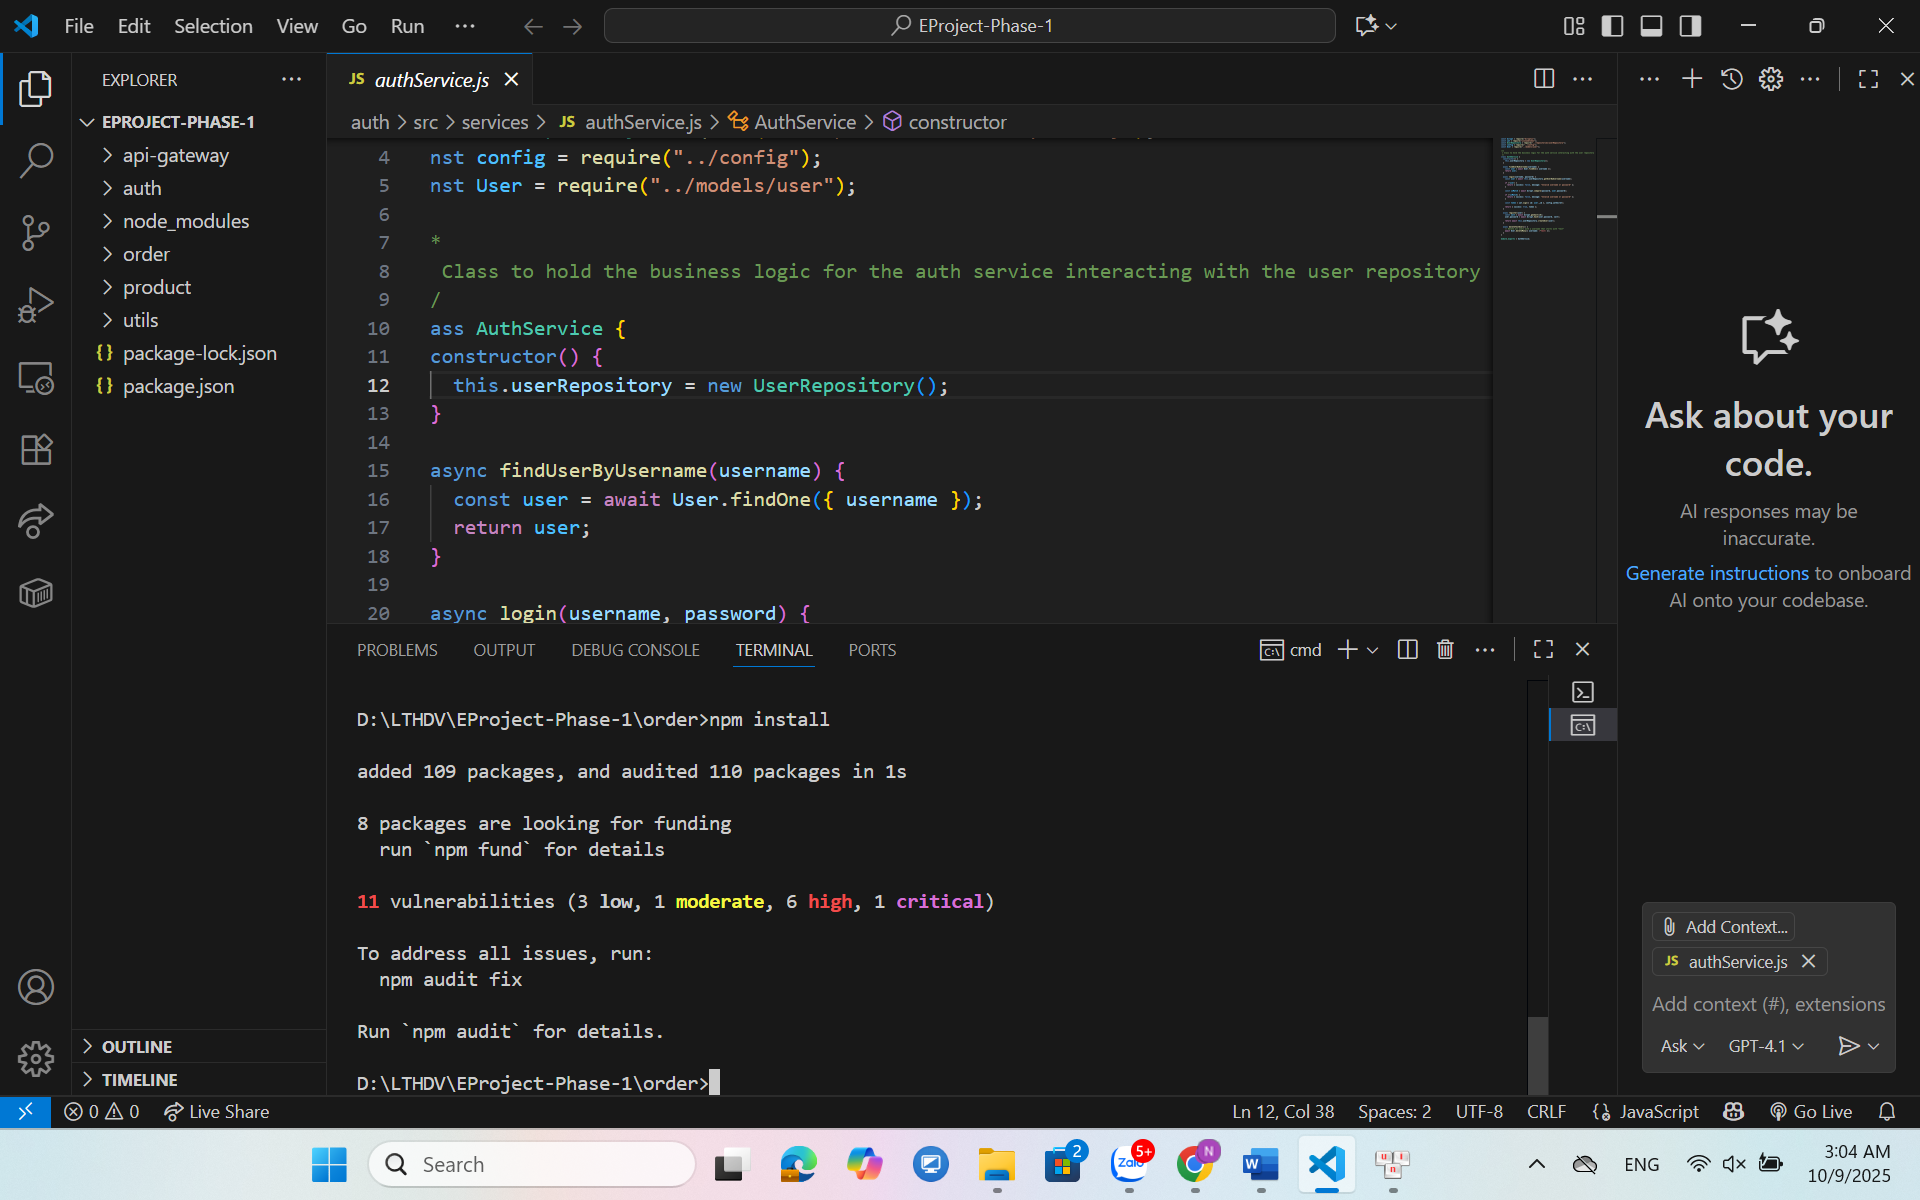 File Edit Selection View Go Run ···
EProject-Phase-1
EXPLORER
EPROJECT-PHASE-1
api-gateway
auth
node_modules
order
product
utils
{} package-lock.json
{} package.json
OUTLINE
TIMELINE
JS authService.js
auth > src > services > JS authService.js > AuthService > constructor
4 nst config = require("../config");
5 nst User = require("../models/user");
6
7 *
8 Class to hold the business logic for the auth service interacting with the user repository
9 /
10 ass AuthService {
11 constructor() {
12 this.userRepository = new UserRepository();
13 }
14
15 async findUserByUsername(username) {
16 const user = await User.findOne({ username });
17 return user;
18 }
19
20 async login(username, password) {
PROBLEMS OUTPUT DEBUG CONSOLE TERMINAL PORTS
cmd
D:\LTHDV\EProject-Phase-1\order>npm install
added 109 packages, and audited 110 packages in 1s
8 packages are looking for funding
run `npm fund` for details
11 vulnerabilities (3 low, 1 moderate, 6 high, 1 critical)
To address all issues, run:
npm audit fix
Run `npm audit` for details.
D:\LTHDV\EProject-Phase-1\order>
Ask about your
code.
AI responses may be
inaccurate.
Generate instructions to onboard
AI onto your codebase.
Add Context...
JS authService.js
Add context (#), extensions
Ask GPT-4.1
0 0 Live Share
Ln 12, Col 38 Spaces: 2 UTF-8 CRLF {} JavaScript Go Live
Search
2
Zalo 5+
N
W
ENG
3:04 AM
10/9/2025